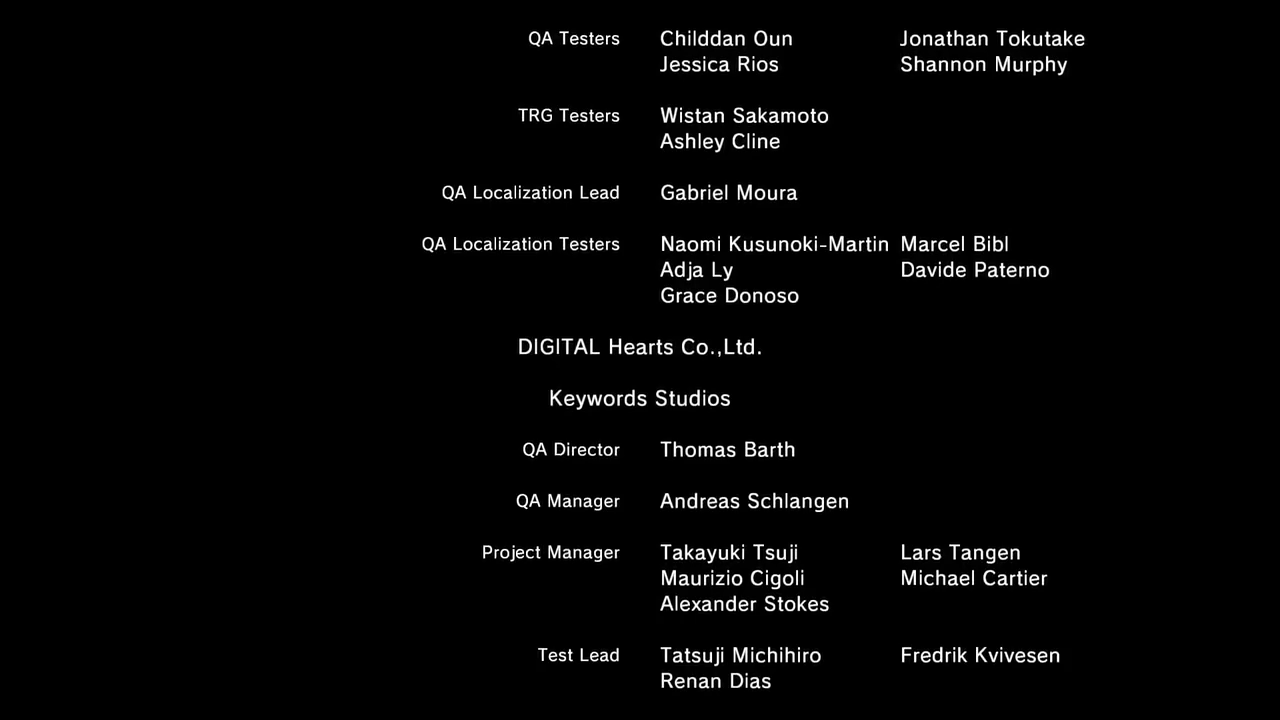 QA Testers Childdan Oun Jonathan Tokutake
Jessica Rios Shannon Murphy
TRG Testers Wistan Sakamoto
Ashley Cline
QA Localization Lead Gabriel Moura
QA Localization Testers Naomi Kusunoki-Martin Marcel Bibl
Adja Ly Davide Paterno
Grace Donoso
DIGITAL Hearts Co.,Ltd.
Keywords Studios
QA Director Thomas Barth
QA Manager Andreas Schlangen
Project Manager Takayuki Tsuji Lars Tangen
Maurizio Cigoli Michael Cartier
Alexander Stokes
Test Lead Tatsuji Michihiro Fredrik Kvivesen
Renan Dias